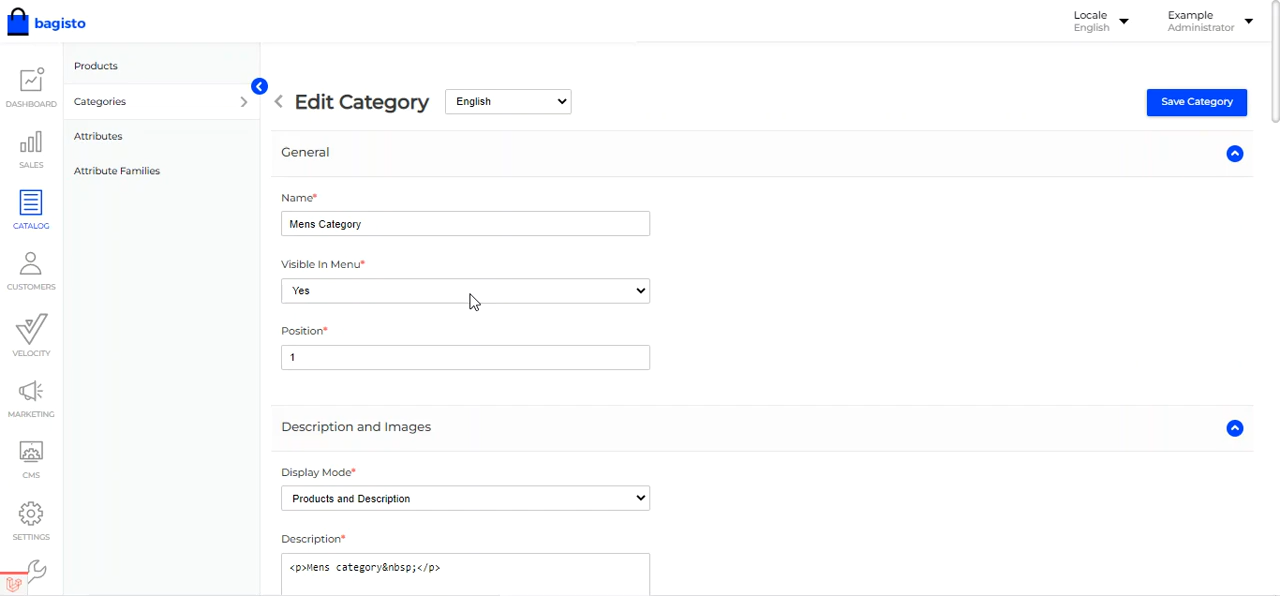 bagisto
Locale
English
Example
Administrator
DASHBOARD
SALES
CATALOG
CUSTOMERS
VELOCITY
MARKETING
CMS
SETTINGS
Products
Categories
Attributes
Attribute Families
Edit Category
English
Save Category
General
Name*
Mens Category
Visible In Menu*
Yes
Position*
1
Description and Images
Display Mode*
Products and Description
Description*
<p>Mens category&nbsp;</p>